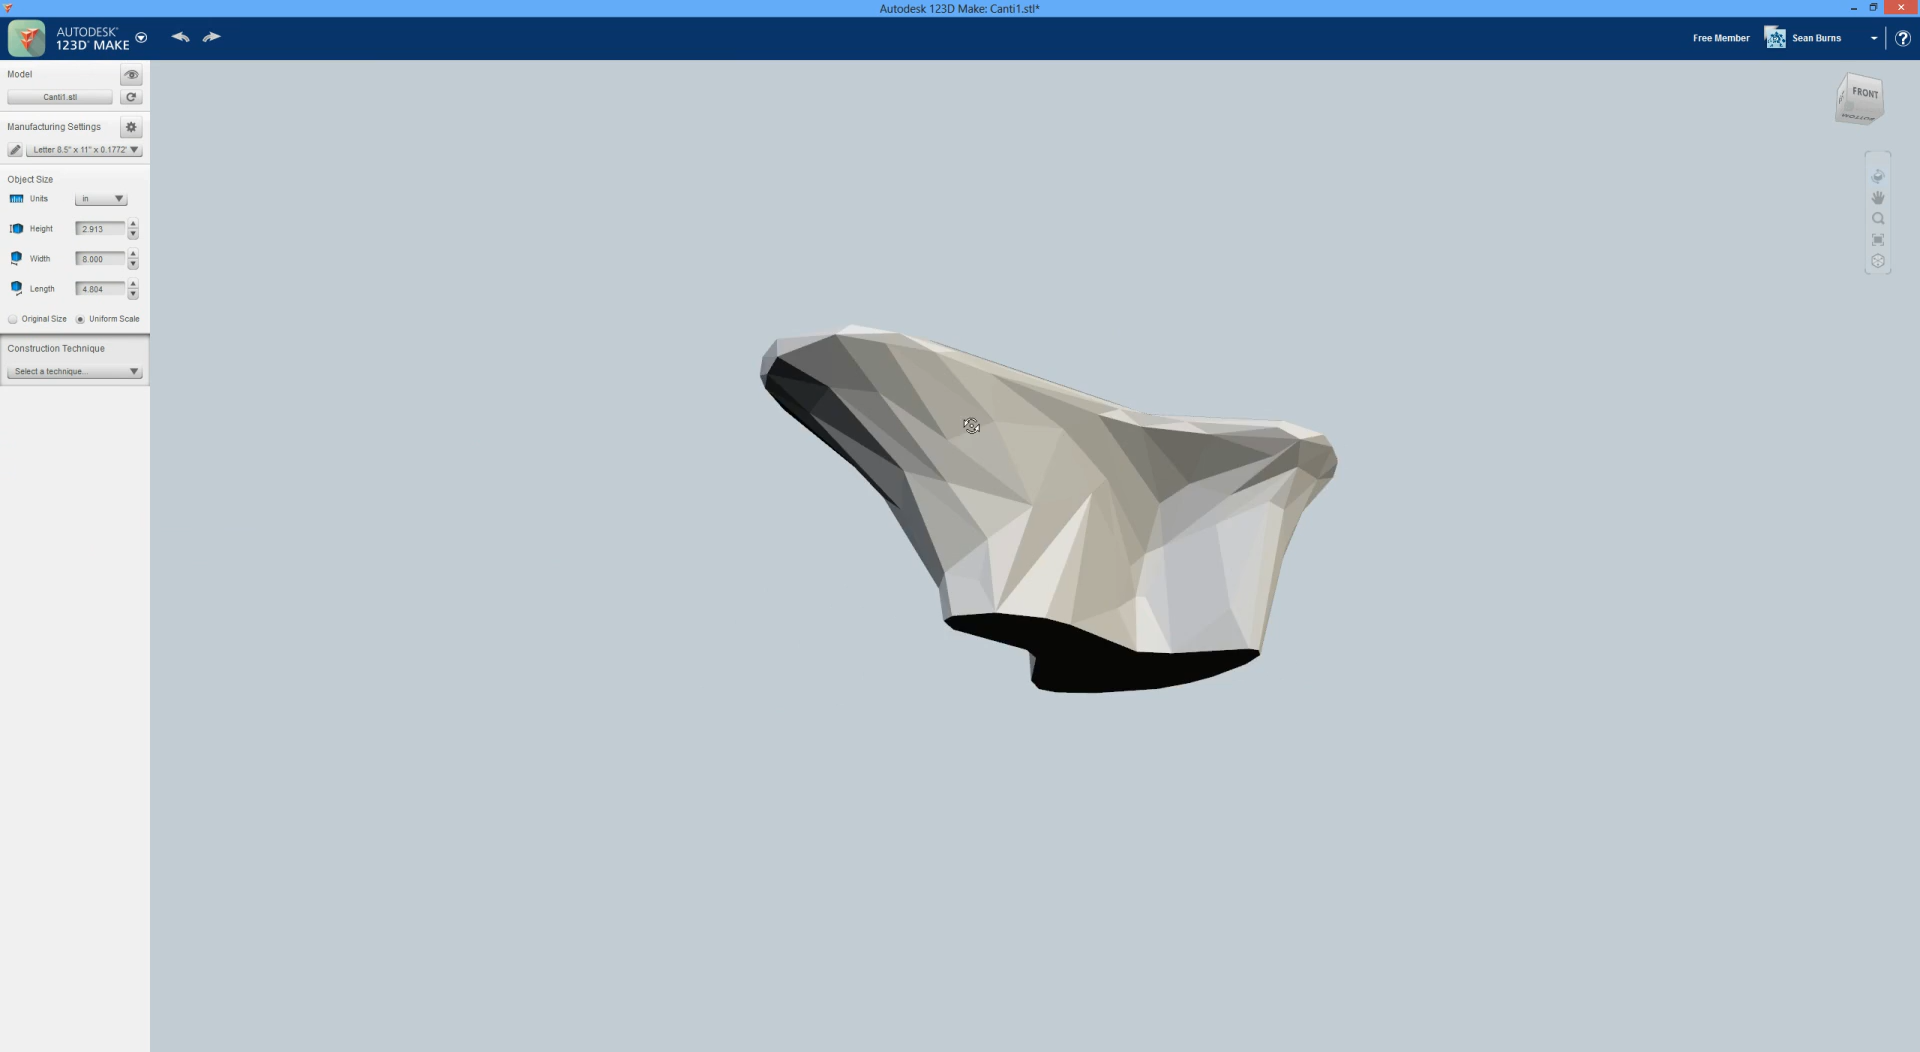 Autodesk 123D Make: Canti1.stl*
AUTODESK®
123D® MAKE
Free Member
Sean Burns
?
Model
Canti1.stl
Manufacturing Settings
Letter 8.5" x 11" x 0.1772'
Object Size
Units
in
Height
2.913
Width
8.000
Length
4.804
Original Size
Uniform Scale
Construction Technique
Select a technique...
FRONT
BOTTOM